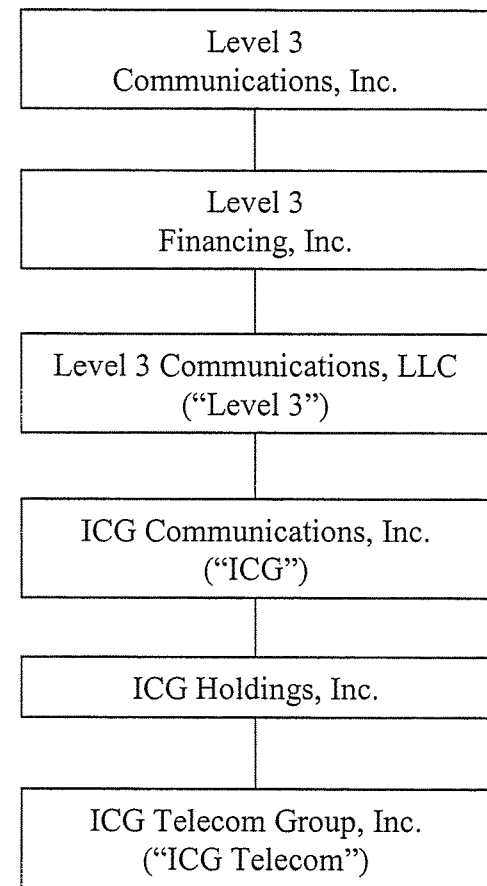 Level 3
Communications, Inc.
Level 3
Financing, Inc.
Level 3 Communications, LLC
(“Level 3”)
ICG Communications, Inc.
(“ICG”)
ICG Holdings, Inc.
ICG Telecom Group, Inc.
(“ICG Telecom”)